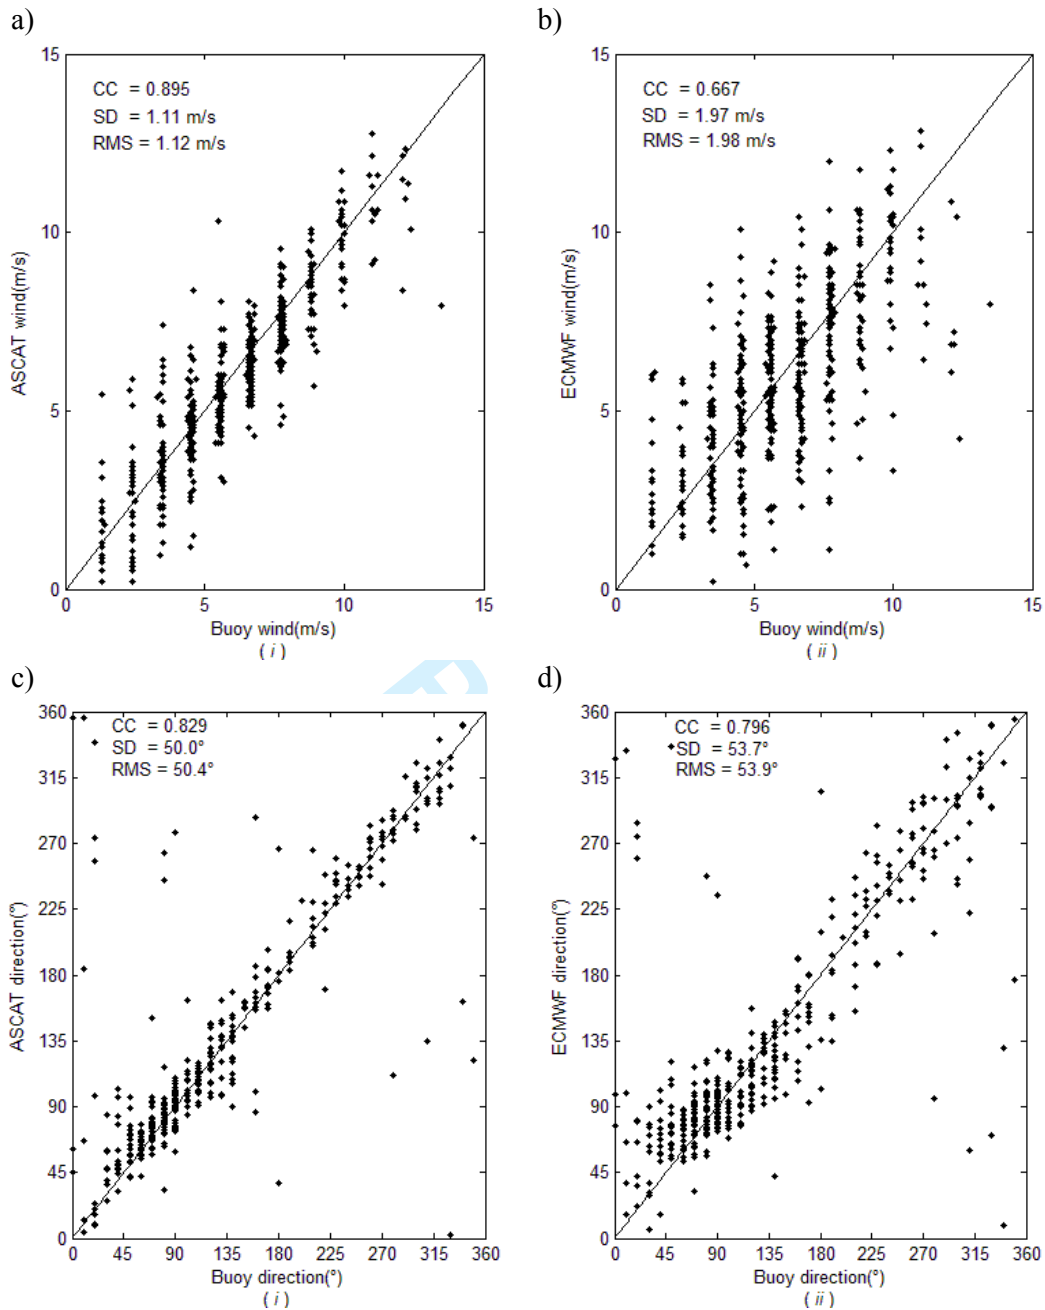 a)
b)
15
CC = 0.895
SD = 1.11 m/s
RMS = 1.12 m/s
10
5
0
ASCAT wind(m/s)
0 5 10 15
Buoy wind(m/s)
( i )
15
CC = 0.667
SD = 1.97 m/s
RMS = 1.98 m/s
10
5
0
ECMWF wind(m/s)
0 5 10 15
Buoy wind(m/s)
( ii )
c)
d)
360
CC = 0.829
SD = 50.0°
RMS = 50.4°
315
270
225
180
135
90
45
0
ASCAT direction(°)
0 45 90 135 180 225 270 315 360
Buoy direction(°)
( i )
360
CC = 0.796
SD = 53.7°
RMS = 53.9°
315
270
225
180
135
90
45
0
ECMWF direction(°)
0 45 90 135 180 225 270 315 360
Buoy direction(°)
( ii )